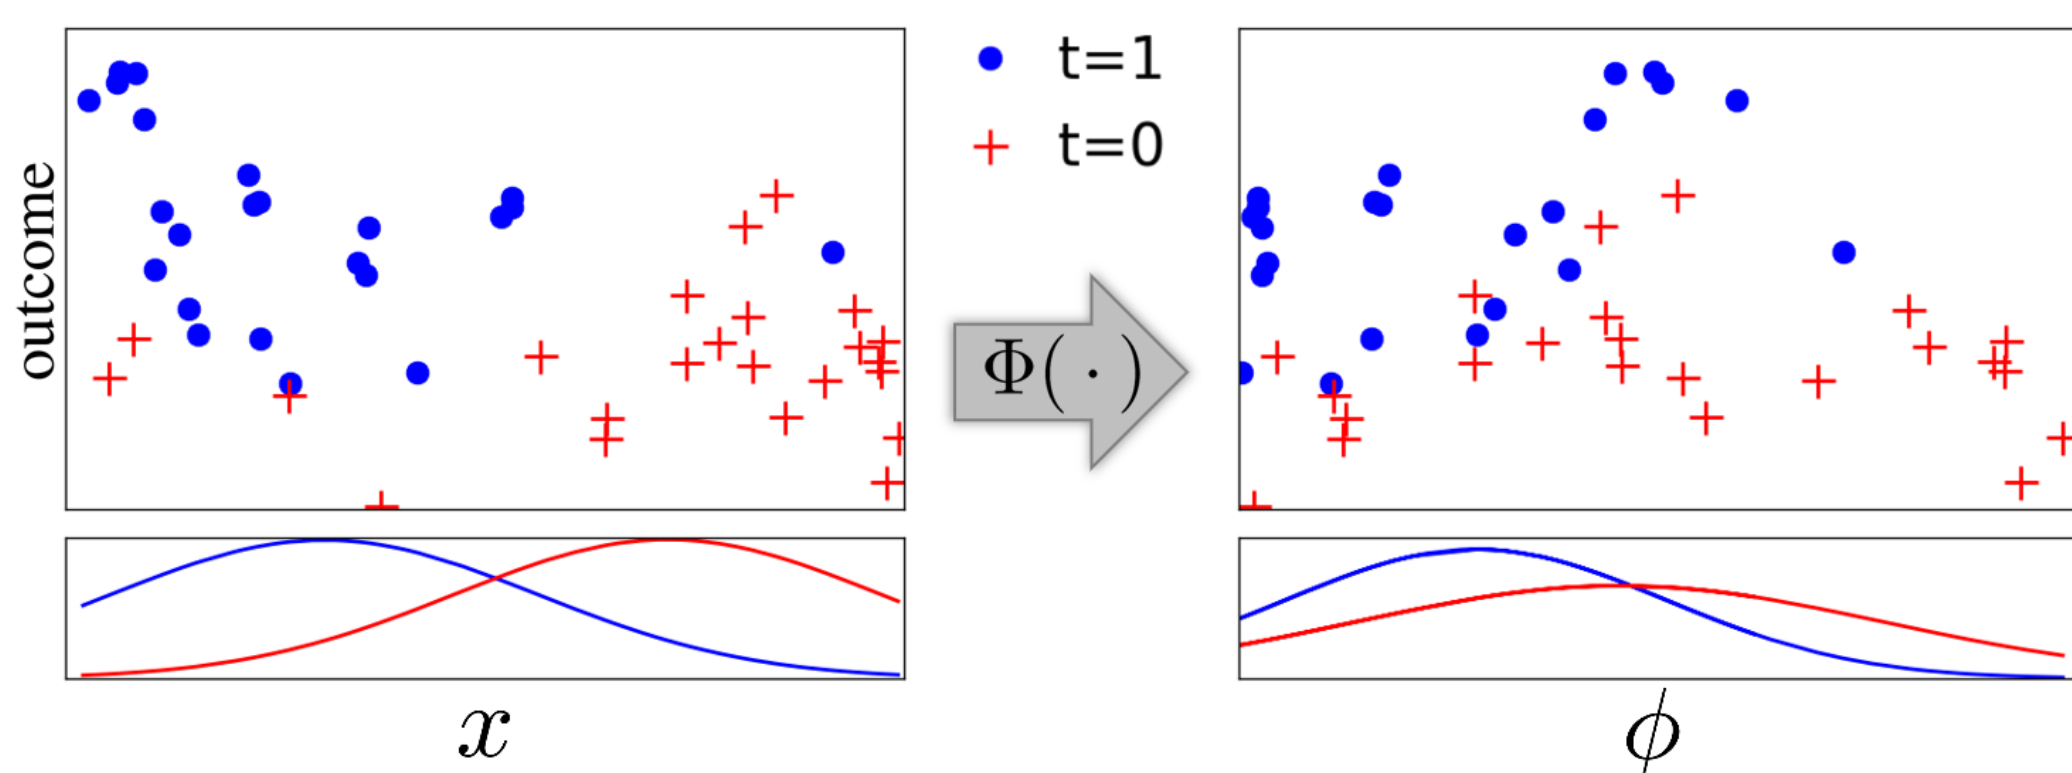 outcome
t=1
t=0
Φ(·)
x
ϕ